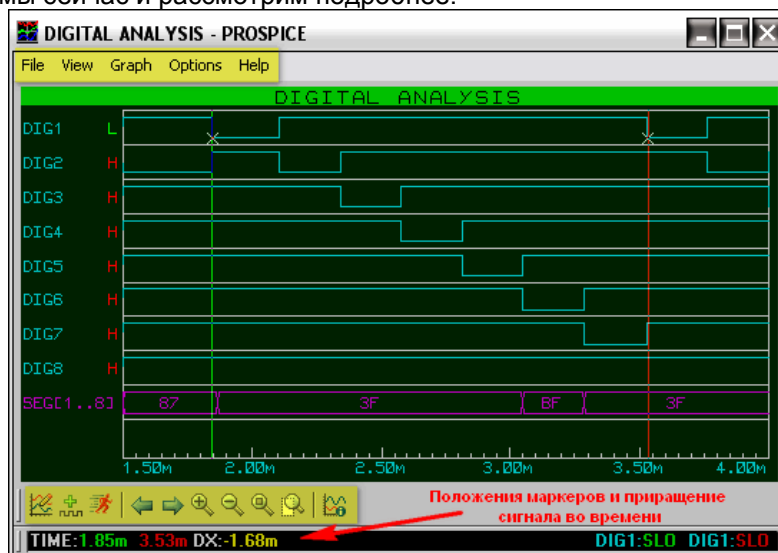 мы сейчас и рассмотрим подробнее.
DIGITAL ANALYSIS - PROSPICE
File View Graph Options Help
DIGITAL ANALYSIS
DIG1 L
DIG2 H
DIG3 H
DIG4 H
DIG5 H
DIG6 H
DIG7 H
DIG8 H
SEG[1..8] 87 3F BF 3F
1.50m 2.00m 2.50m 3.00m 3.50m 4.00m
Положения маркеров и приращение
сигнала во времени
TIME:1.85m 3.53m DX:-1.68m DIG1:SLO DIG1:SLO